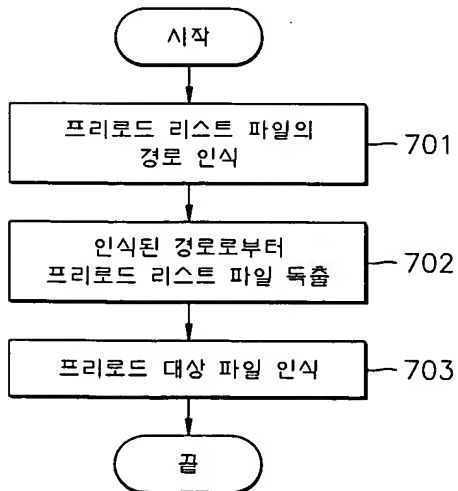 시작
프리로드 리스트 파일의
경로 인식
701
인식된 경로로부터
프리로드 리스트 파일 독출
702
프리로드 대상 파일 인식
703
끝